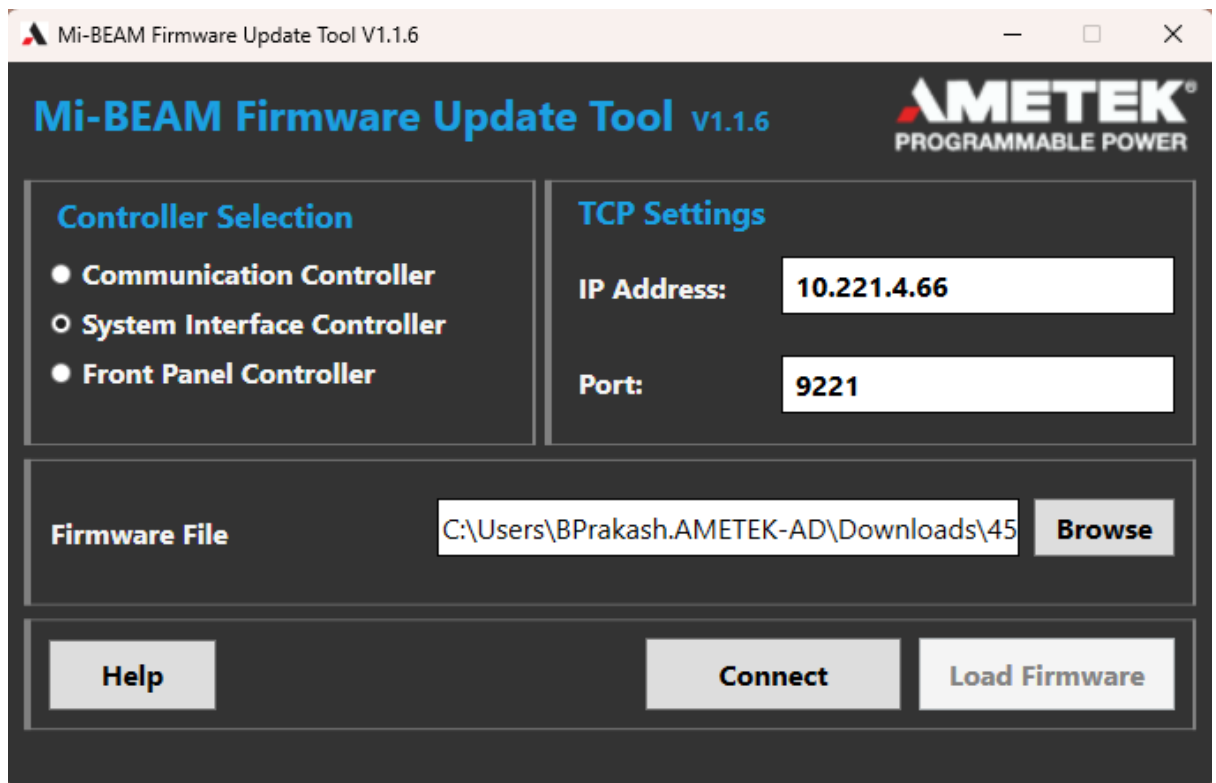 Mi-BEAM Firmware Update Tool V1.1.6
Mi-BEAM Firmware Update Tool V1.1.6
AMETEK®
PROGRAMMABLE POWER
Controller Selection
Communication Controller
System Interface Controller
Front Panel Controller
TCP Settings
IP Address: 10.221.4.66
Port: 9221
Firmware File C:\Users\BPrakash.AMETEK-AD\Downloads\45 Browse
Help Connect Load Firmware